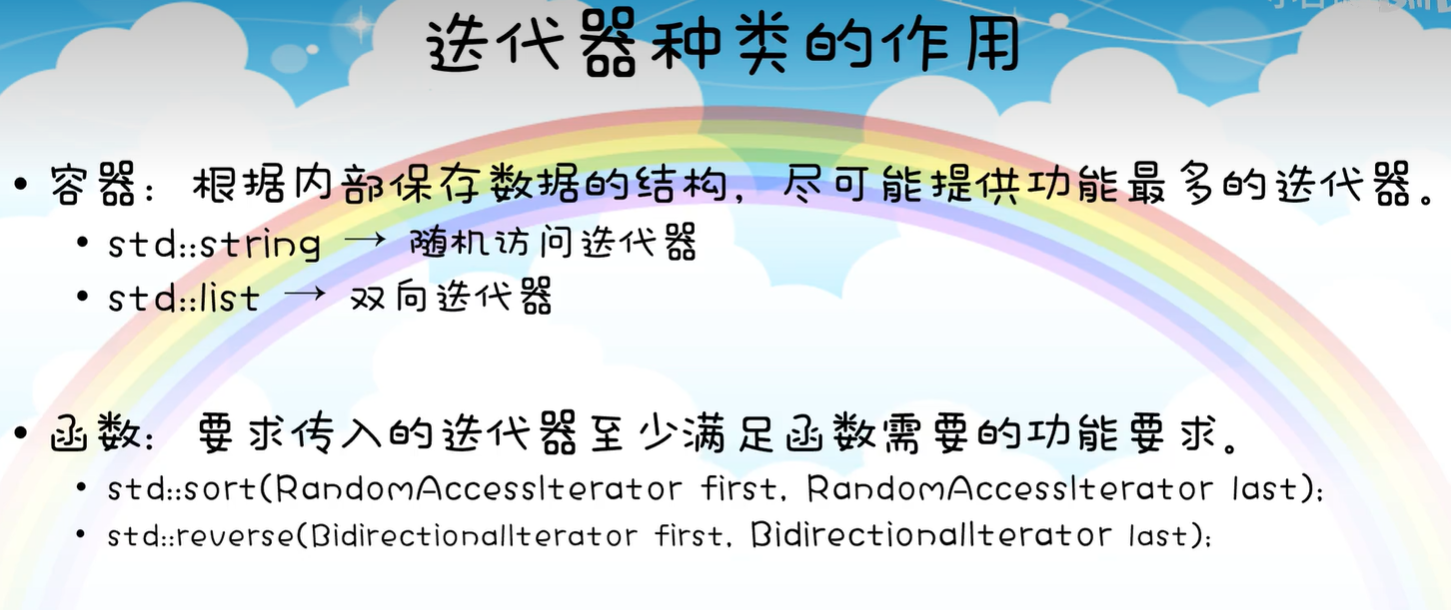 迭代器种类的作用
• 容器: 根据内部保存数据的结构, 尽可能提供功能最多的迭代器。
• std::string → 随机访问迭代器
• std::list → 双向迭代器
• 函数: 要求传入的迭代器至少满足函数需要的功能要求。
• std::sort(RandomAccessIterator first, RandomAccessIterator last);
• std::reverse(BidirectionalIterator first, BidirectionalIterator last);